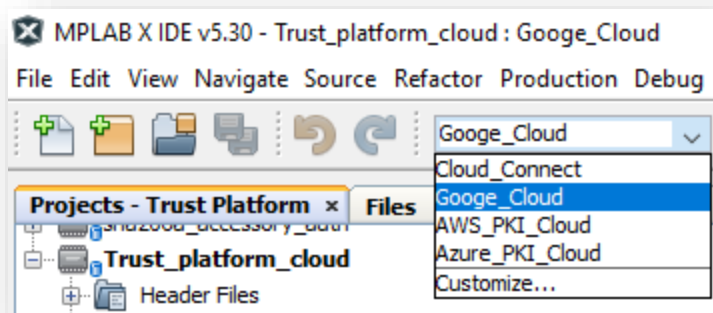 MPLAB X IDE v5.30 - Trust_platform_cloud : Googe_Cloud
File Edit View Navigate Source Refactor Production Debug
Googe_Cloud
Cloud_Connect
Googe_Cloud
AWS_PKI_Cloud
Azure_PKI_Cloud
Customize...
Projects - Trust Platform × Files
Trust_platform_cloud
Header Files